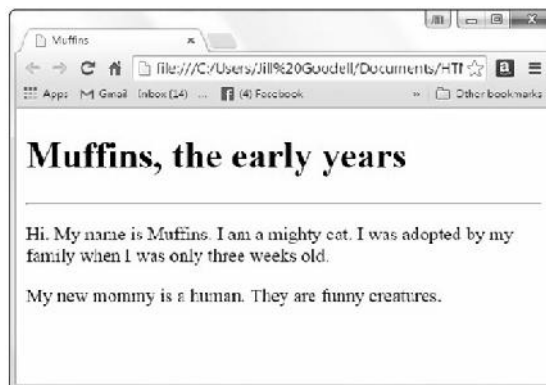 Muffins
file:///C:/Users/Jill%20Goodell/Documents/HTM
Apps Gmail Inbox (14) ... (4) Facebook » Other bookmarks
Muffins, the early years
Hi. My name is Muffins. I am a mighty cat. I was adopted by my
family when I was only three weeks old.
My new mommy is a human. They are funny creatures.